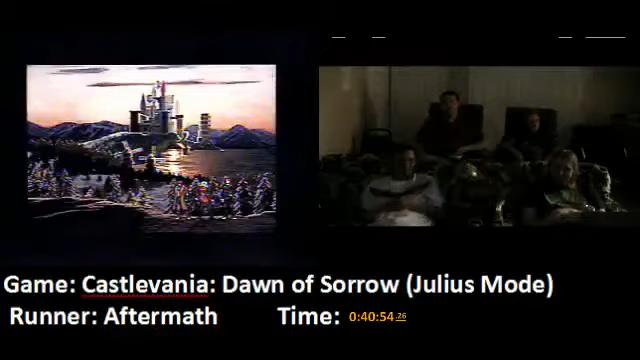 Game: Castlevania: Dawn of Sorrow (Julius Mode)
Runner: Aftermath Time: 0:40:54.26